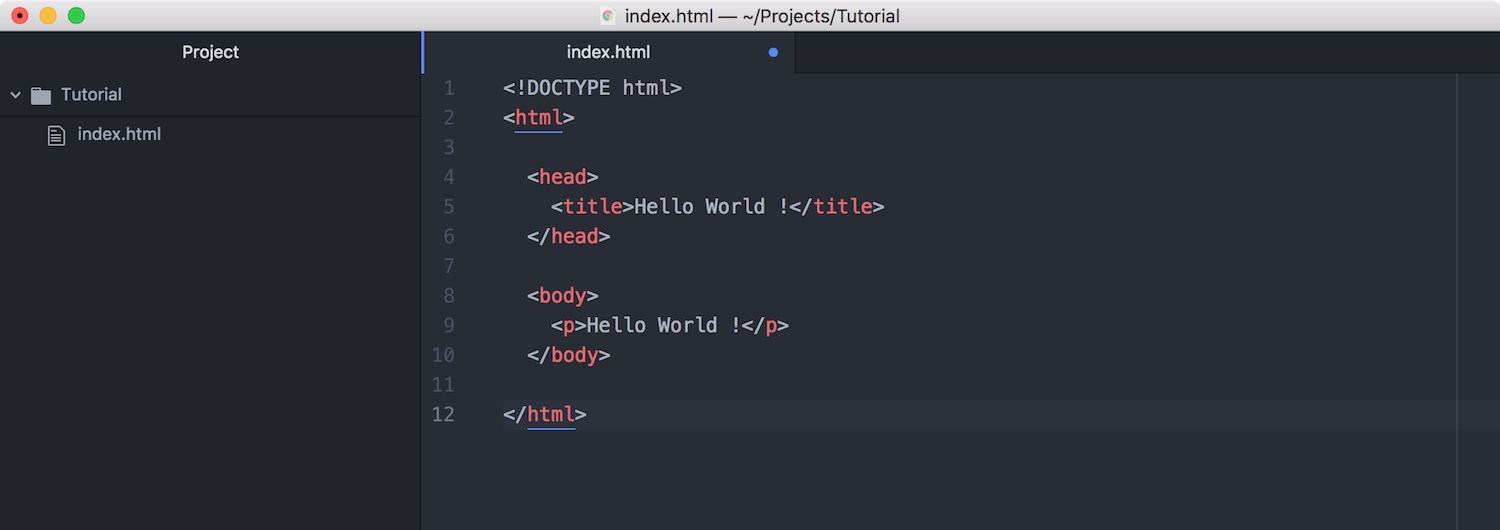 index.html — ~/Projects/Tutorial
Project
Tutorial
index.html
index.html
1 <!DOCTYPE html>
2 <html>
3
4   <head>
5     <title>Hello World !</title>
6   </head>
7
8   <body>
9     <p>Hello World !</p>
10   </body>
11
12 </html>